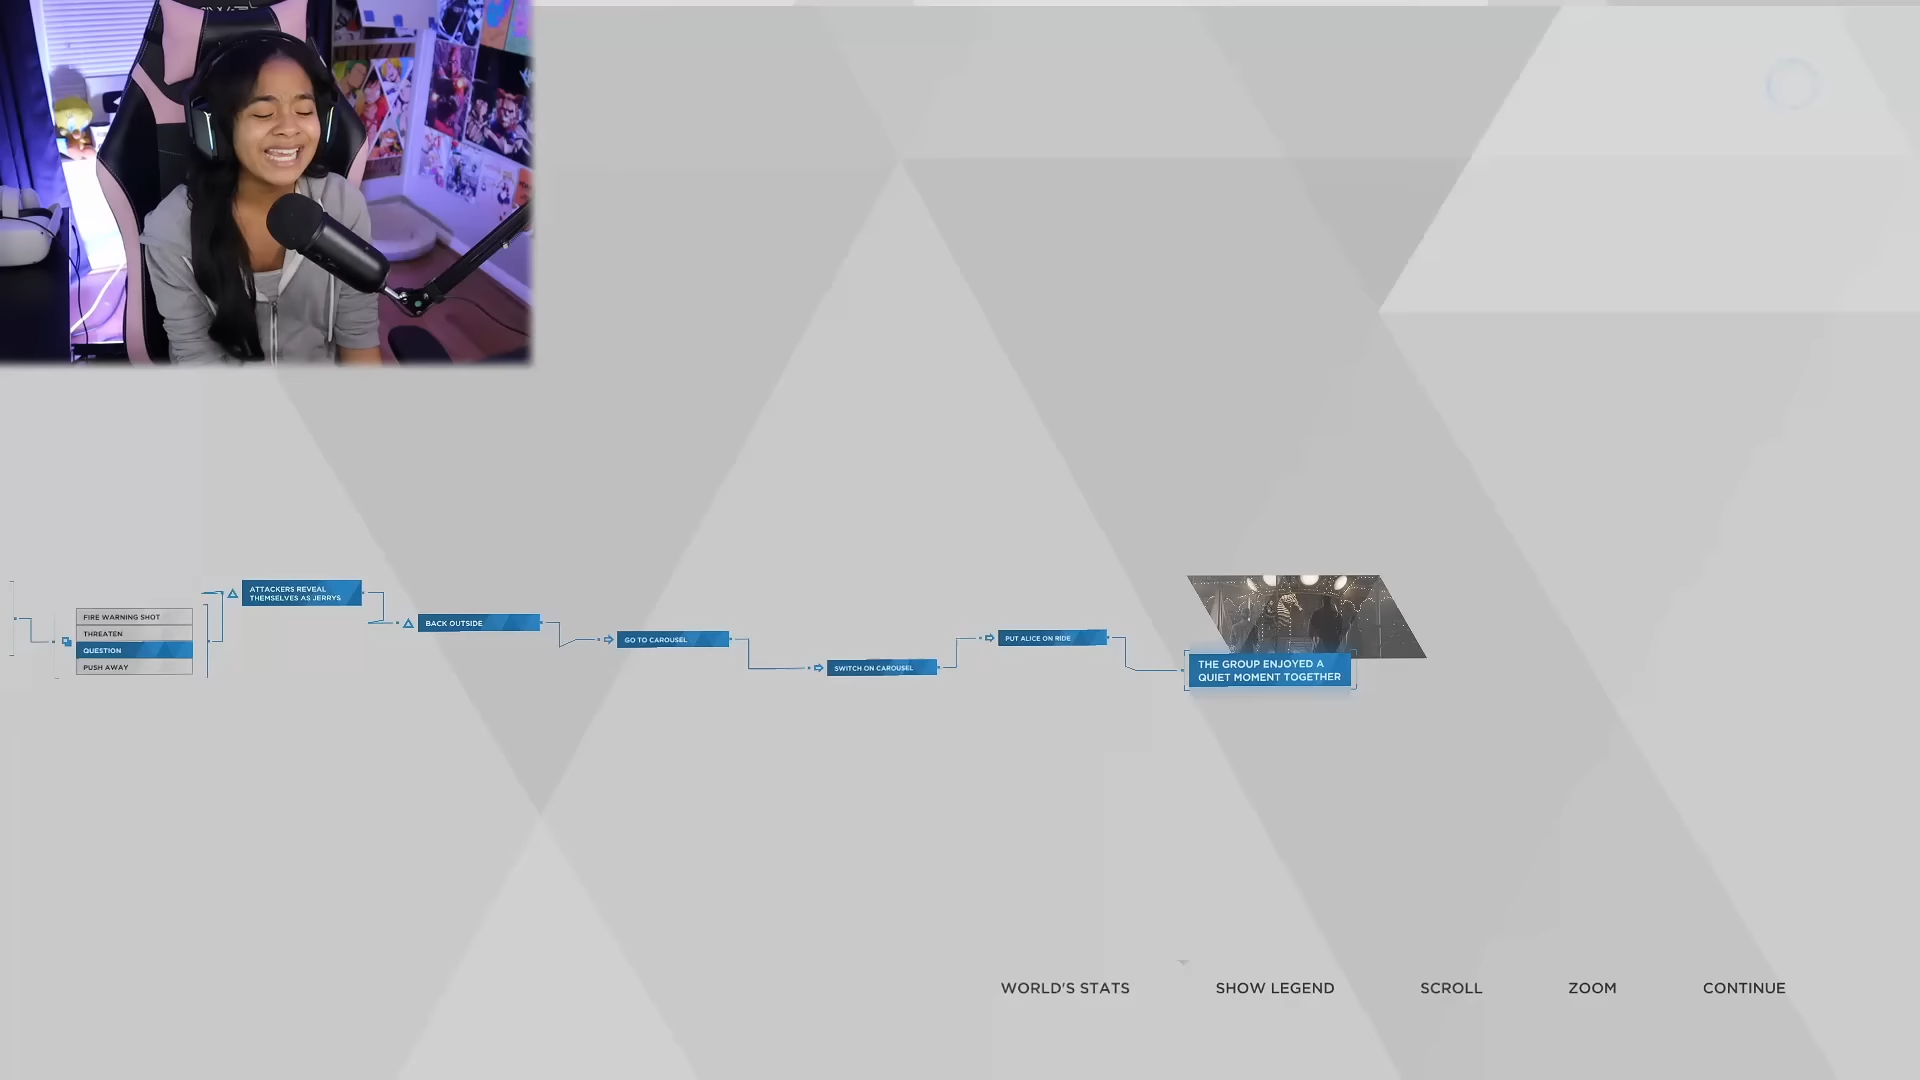 FIRE WARNING SHOT
THREATEN
QUESTION
PUSH AWAY
ATTACKERS REVEAL
THEMSELVES AS JERRYS
BACK OUTSIDE
GO TO CAROUSEL
SWITCH ON CAROUSEL
PUT ALICE ON RIDE
THE GROUP ENJOYED A
QUIET MOMENT TOGETHER
WORLD'S STATS
SHOW LEGEND
SCROLL
ZOOM
CONTINUE